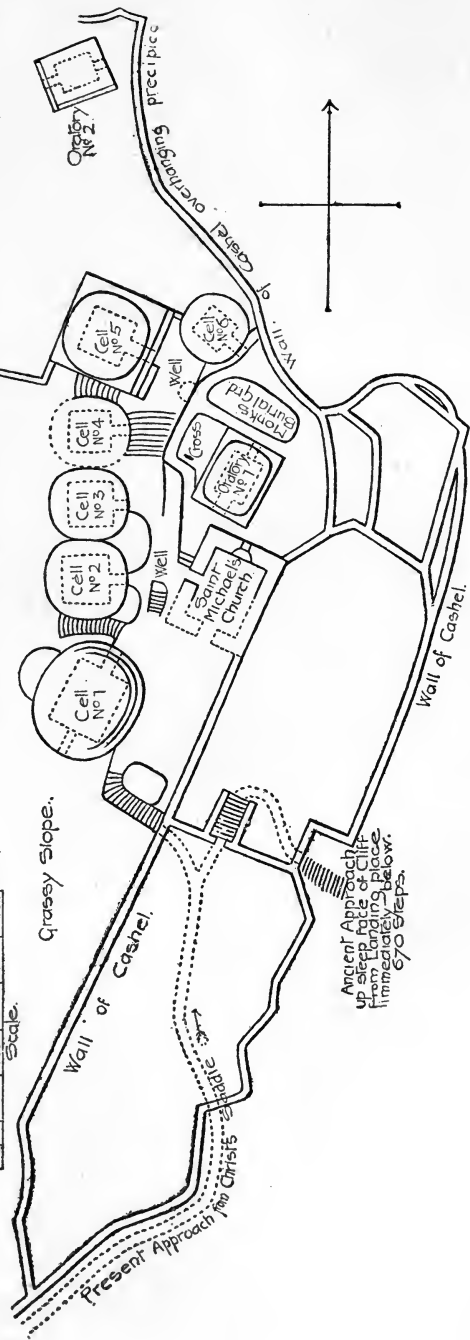 Scale.
Grassy Slope.
Wall of Cashel.
Present Approach from Christ's Saddle
Ancient Approach
up steep face of Cliff
from Landing place
immediately below.
670 Steps.
Cell
Nº 1
Cell
Nº 2
Cell
Nº 3
Cell
Nº 4
Cell
Nº 5
Cell
Nº 6
Well
Well
Saint
Michaels
Church
Cross
Oratory
Nº 1
Monks
Burial Grd
Oratory
Nº 2.
Wall of Cashel overhanging precipice
Wall of Cashel.